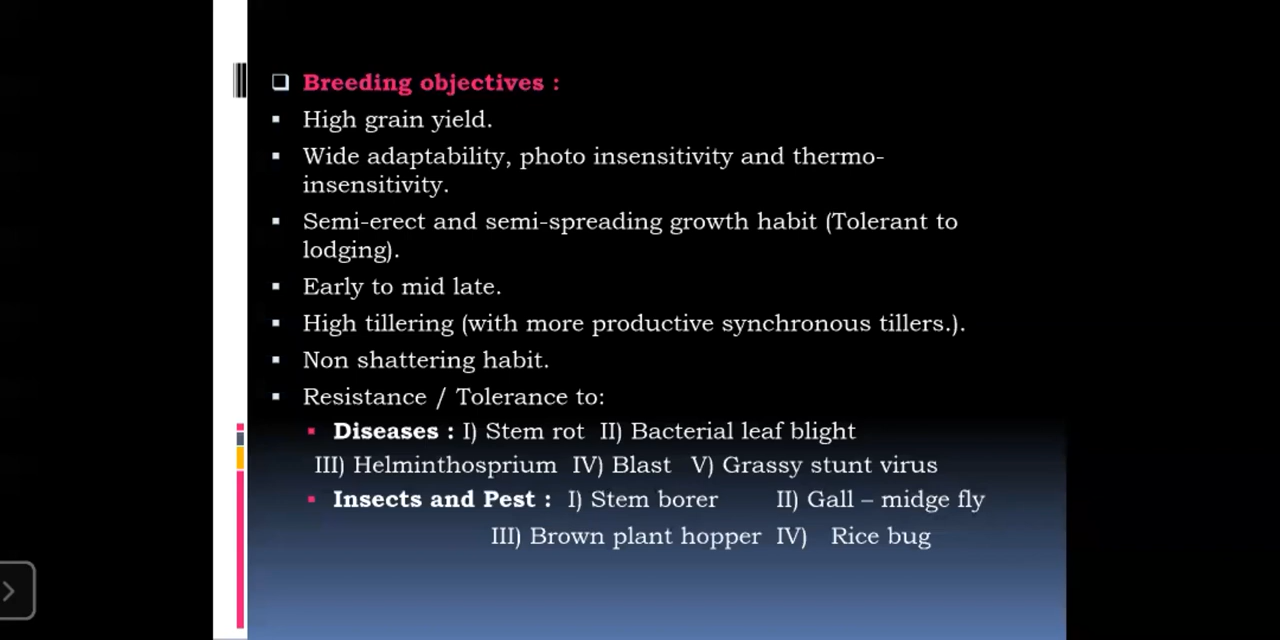 ❑ Breeding objectives :
▪ High grain yield.
▪ Wide adaptability, photo insensitivity and thermo-
insensitivity.
▪ Semi-erect and semi-spreading growth habit (Tolerant to
lodging).
▪ Early to mid late.
▪ High tillering (with more productive synchronous tillers.).
▪ Non shattering habit.
▪ Resistance / Tolerance to:
▪ Diseases : I) Stem rot II) Bacterial leaf blight
III) Helminthosprium IV) Blast V) Grassy stunt virus
▪ Insects and Pest : I) Stem borer II) Gall – midge fly
III) Brown plant hopper IV) Rice bug